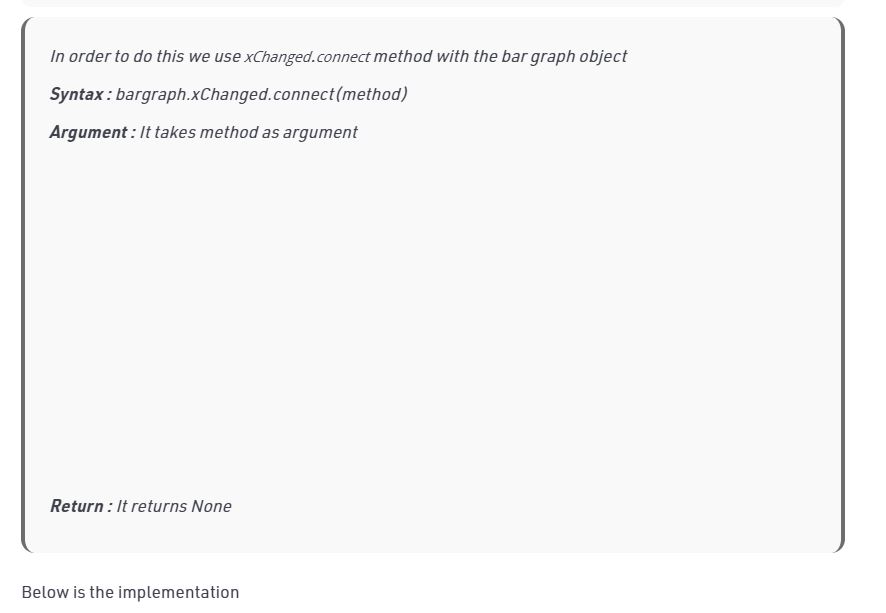 In order to do this we use xChanged.connect method with the bar graph object
Syntax : bargraph.xChanged.connect(method)
Argument : It takes method as argument
Return : It returns None
Below is the implementation